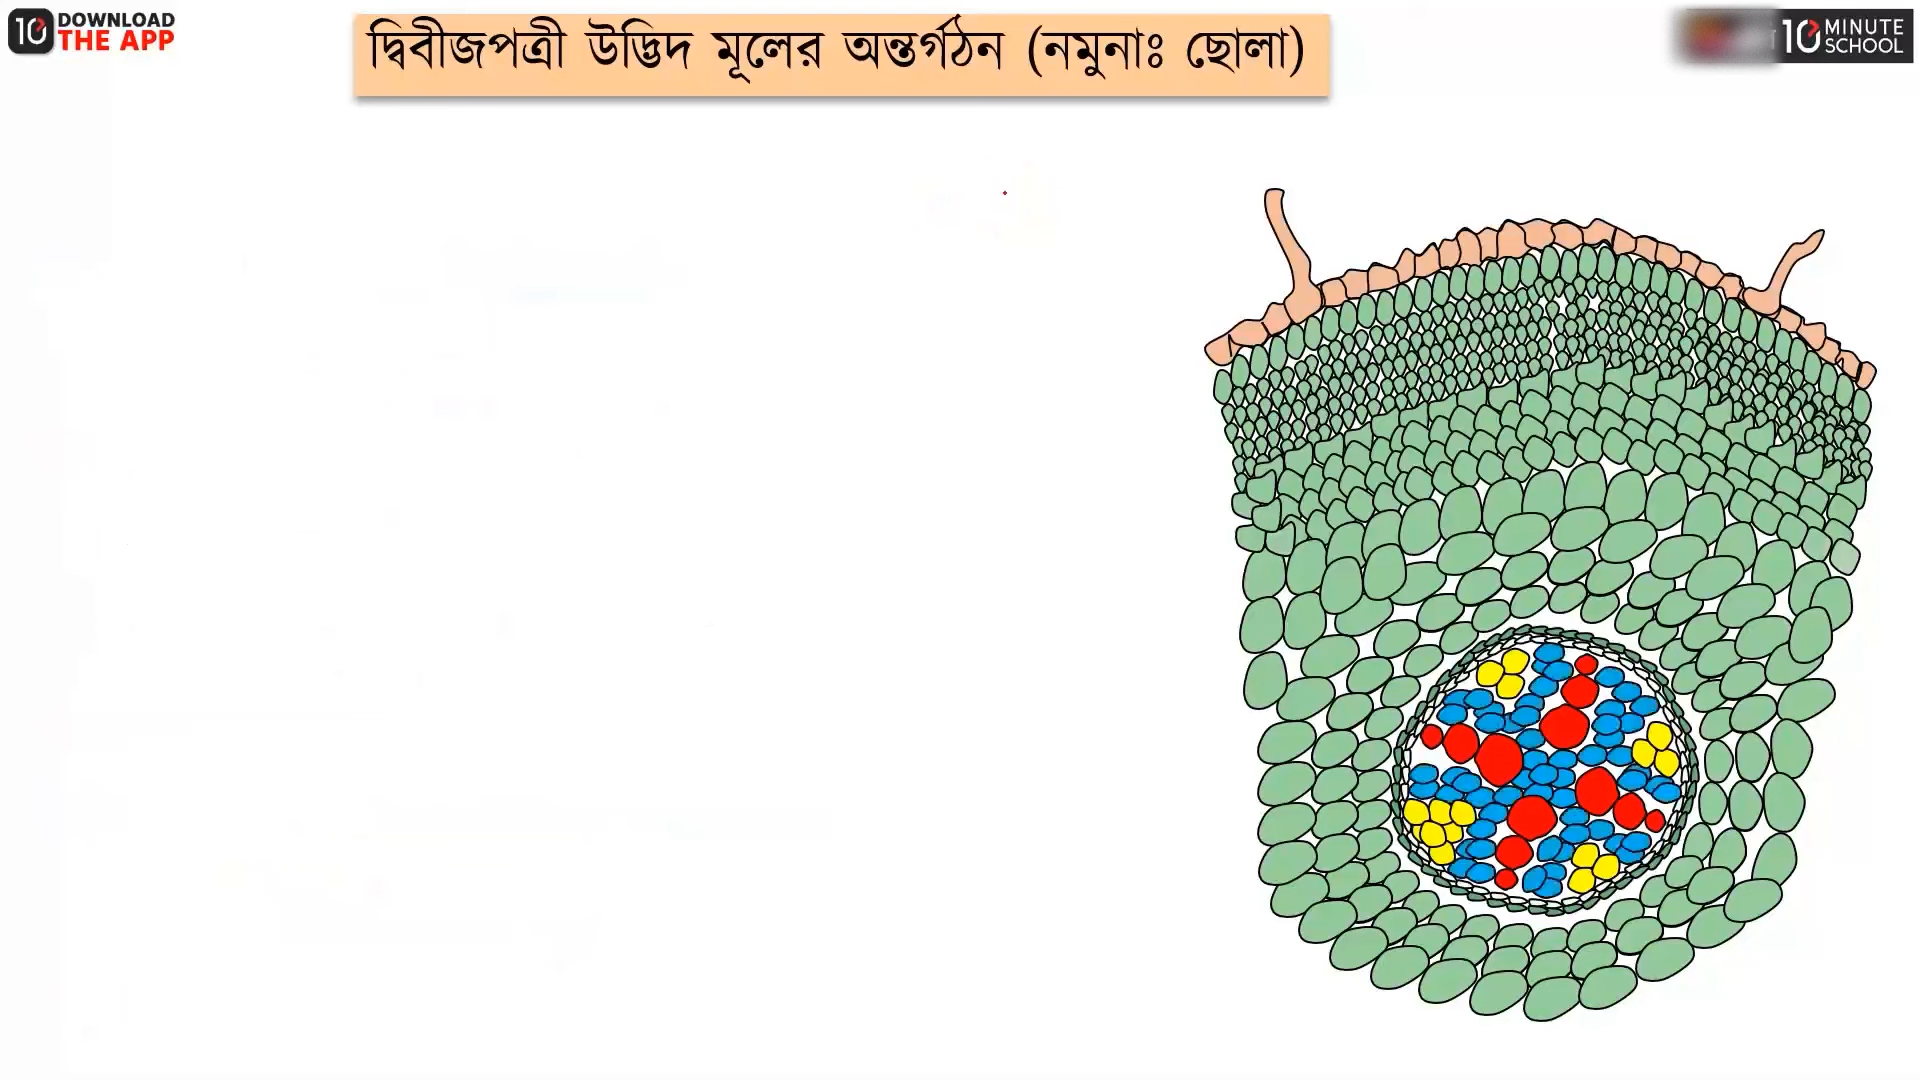 10 DOWNLOAD
THE APP
দ্বিবীজপত্রী উদ্ভিদ মূলের অন্তর্গঠন (নমুনাঃ ছোলা)
10 MINUTE
SCHOOL